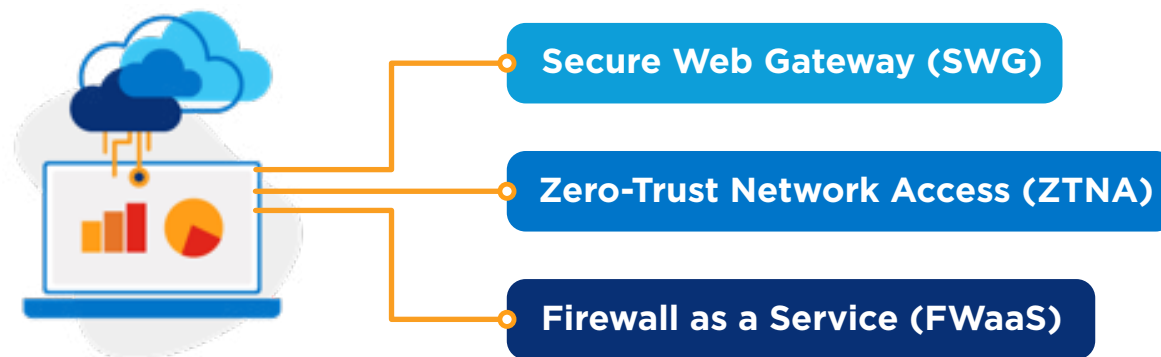 Secure Web Gateway (SWG)
Zero-Trust Network Access (ZTNA)
Firewall as a Service (FWaaS)